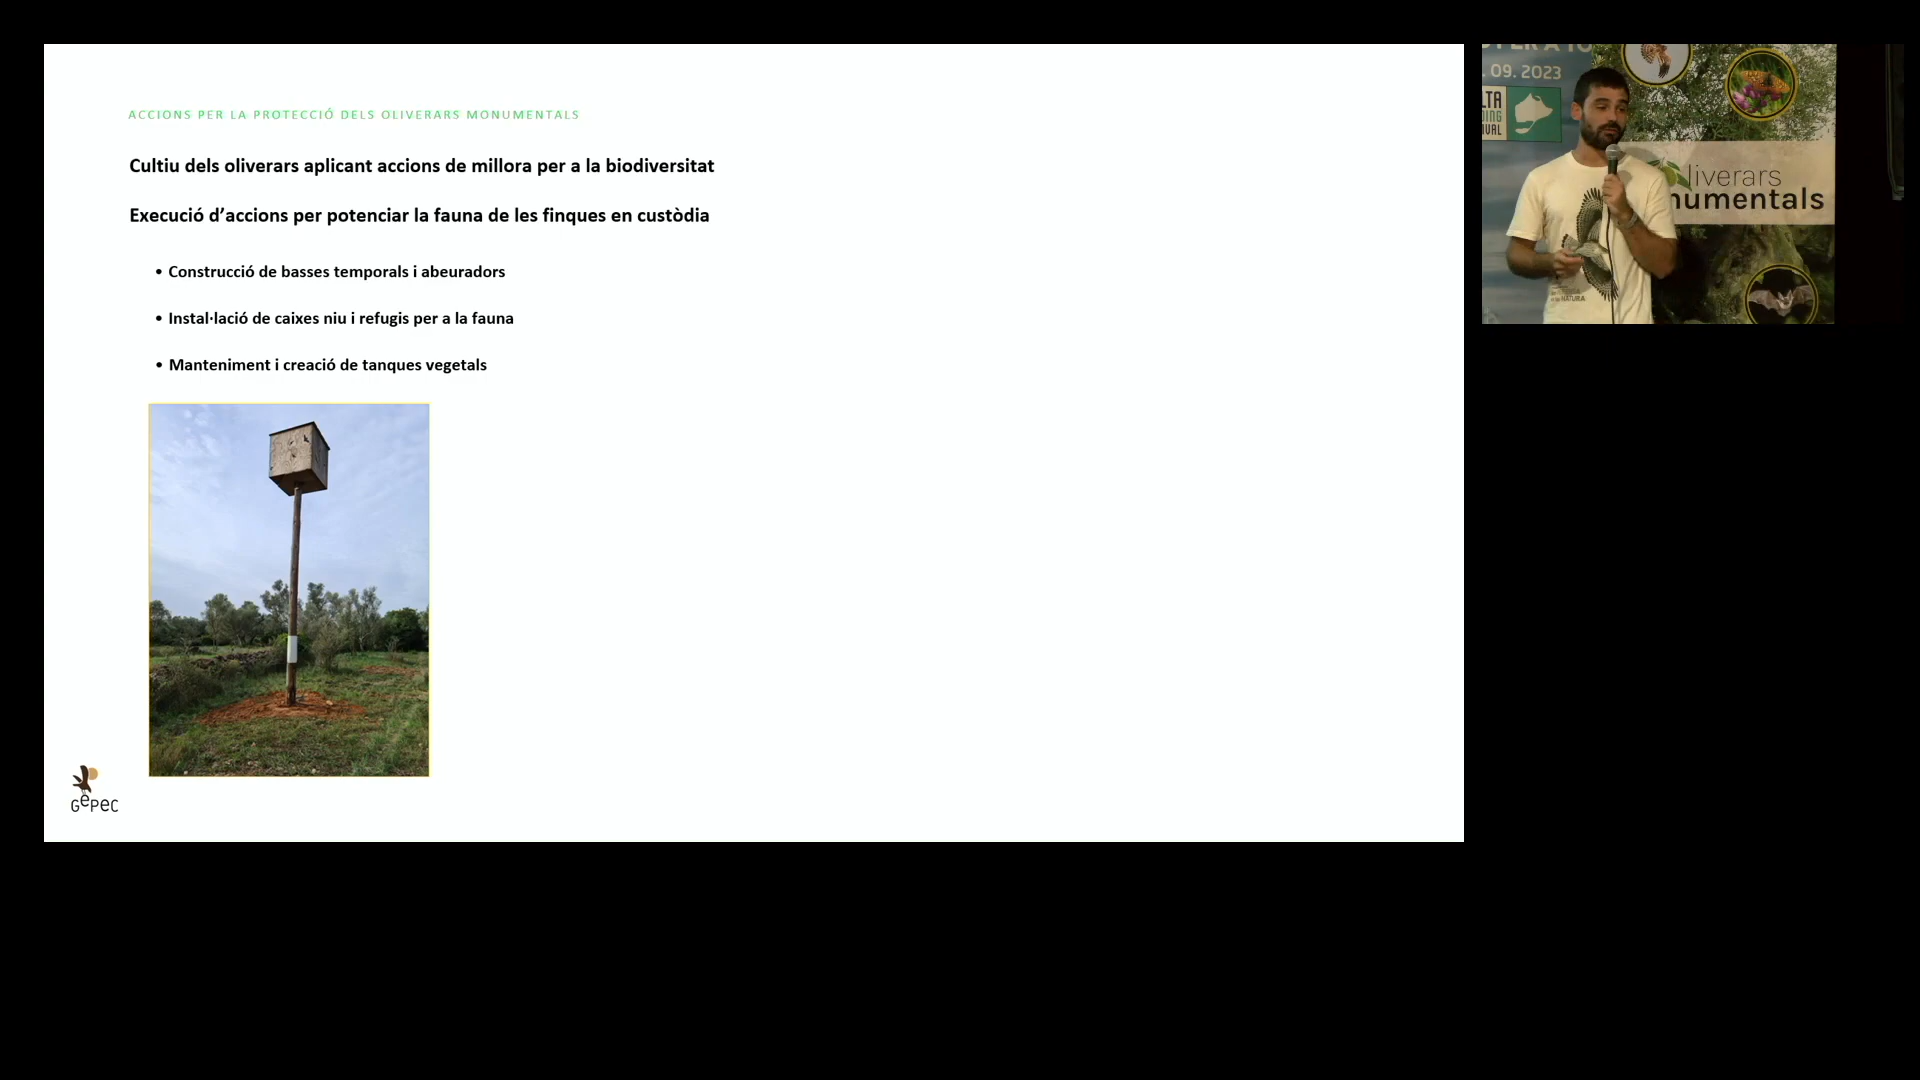 ACCIONS PER LA PROTECCIÓ DELS OLIVERARS MONUMENTALS
Cultiu dels oliverars aplicant accions de millora per a la biodiversitat
Execució d’accions per potenciar la fauna de les finques en custòdia
• Construcció de basses temporals i abeuradors
• Instal·lació de caixes niu i refugis per a la fauna
• Manteniment i creació de tanques vegetals
GEPEC
09. 2023
LTA
liverars
numentals
NATURA